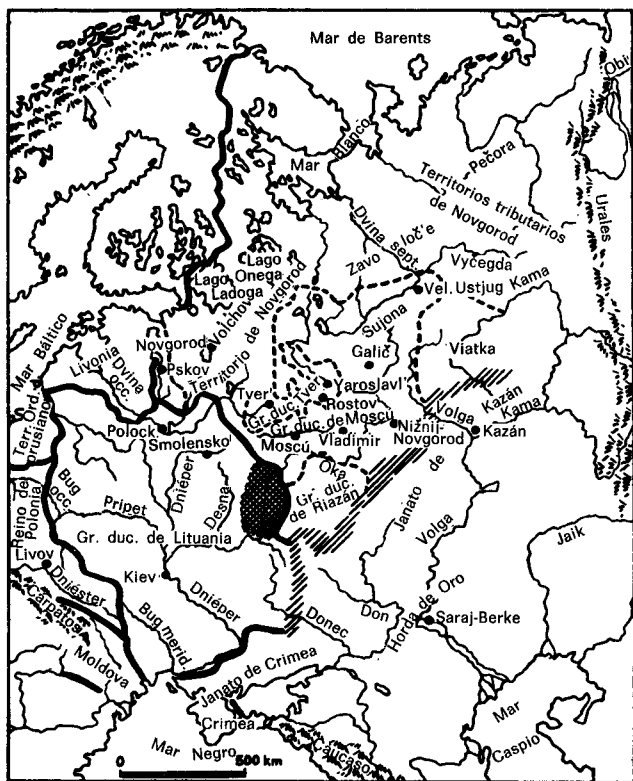 Mar de Barents
Obi
Mar Blanco
Pečora
Territorios tributarios
de Novgorod
Urales
Dvina sept.
Zavoloč'e
Vyčegda
Lago
Onega
Lago
Ladoga
Vel. Ustjug
Kama
Sujona
Volchov
Territorio de Novgorod
Novgorod
Galič
Viatka
Mar Báltico
Livonia
Dvina
occ.
Pskov
Tver'
Gr. duc. Tver'
Yaroslavl'
Rostov
Kazán
Kama
Volga
Gr. duc. de Moscú
Nižnij-
Novgorod
Kazán
Terr. Ord.
Prusiano
Polock
Smolensko
Moscú
Vladímir
Oka
Gr. duc.
de Riazán
Bug
occ.
Dniéper
Desna
Janato de
Volga
Reino de
Polonia
Pripet
Gr. duc. de Lituania
Jaik
Livov
Dniéster
Kiev
Dniéper
Don
Horda de Oro
Saraj-Berke
Cárpatos
Bug merid.
Donec
Moldova
Janato de Crimea
Crimea
Mar
Caspio
Mar Negro
Cáucaso
0 500 km